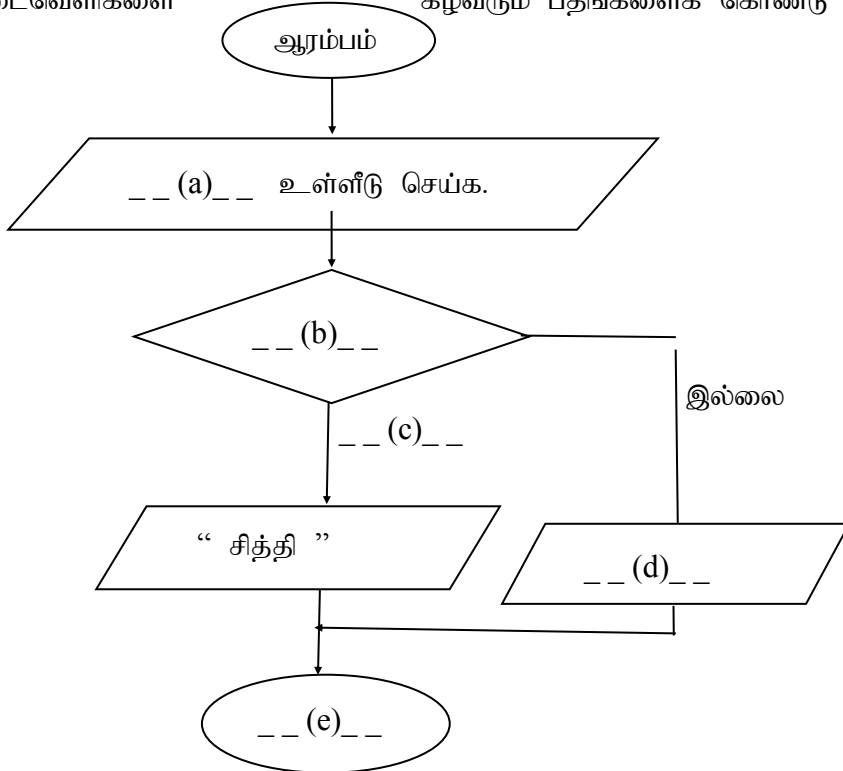 ஆரம்பம்
_ _ (a)_ _ உள்ளீடு செய்க.
_ _ (b)_ _
இல்லை
_ _ (c)_ _
“ சித்தி ”
_ _ (d)_ _
_ _ (e)_ _